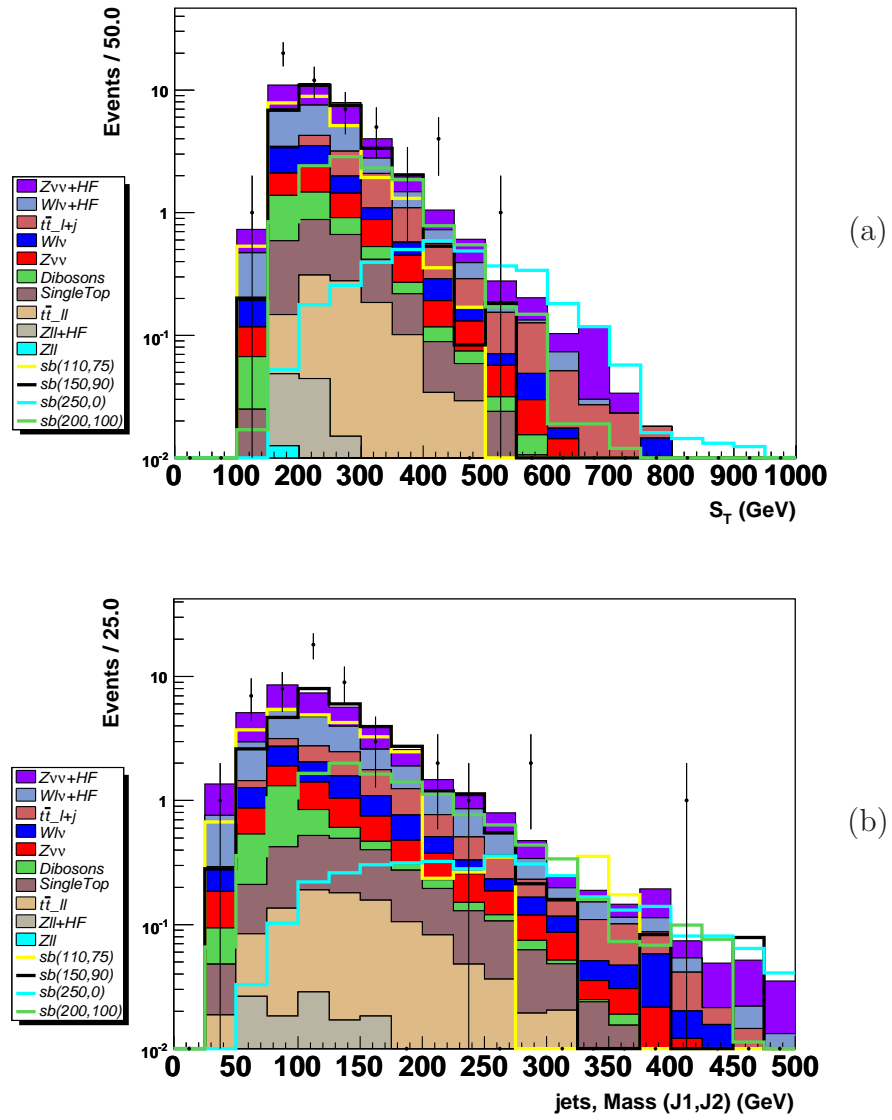 Events / 50.0
10
1
10-1
10-2
0 100 200 300 400 500 600 700 800 900 1000
S_T (GeV)
Zνν+HF
Wlν+HF
tt̄_l+j
Wlν
Zνν
Dibosons
SingleTop
tt̄_ll
Zll+HF
Zll
sb(110,75)
sb(150,90)
sb(250,0)
sb(200,100)
(a)
Events / 25.0
10
1
10-1
10-2
0 50 100 150 200 250 300 350 400 450 500
jets, Mass (J1,J2) (GeV)
Zνν+HF
Wlν+HF
tt̄_l+j
Wlν
Zνν
Dibosons
SingleTop
tt̄_ll
Zll+HF
Zll
sb(110,75)
sb(150,90)
sb(250,0)
sb(200,100)
(b)